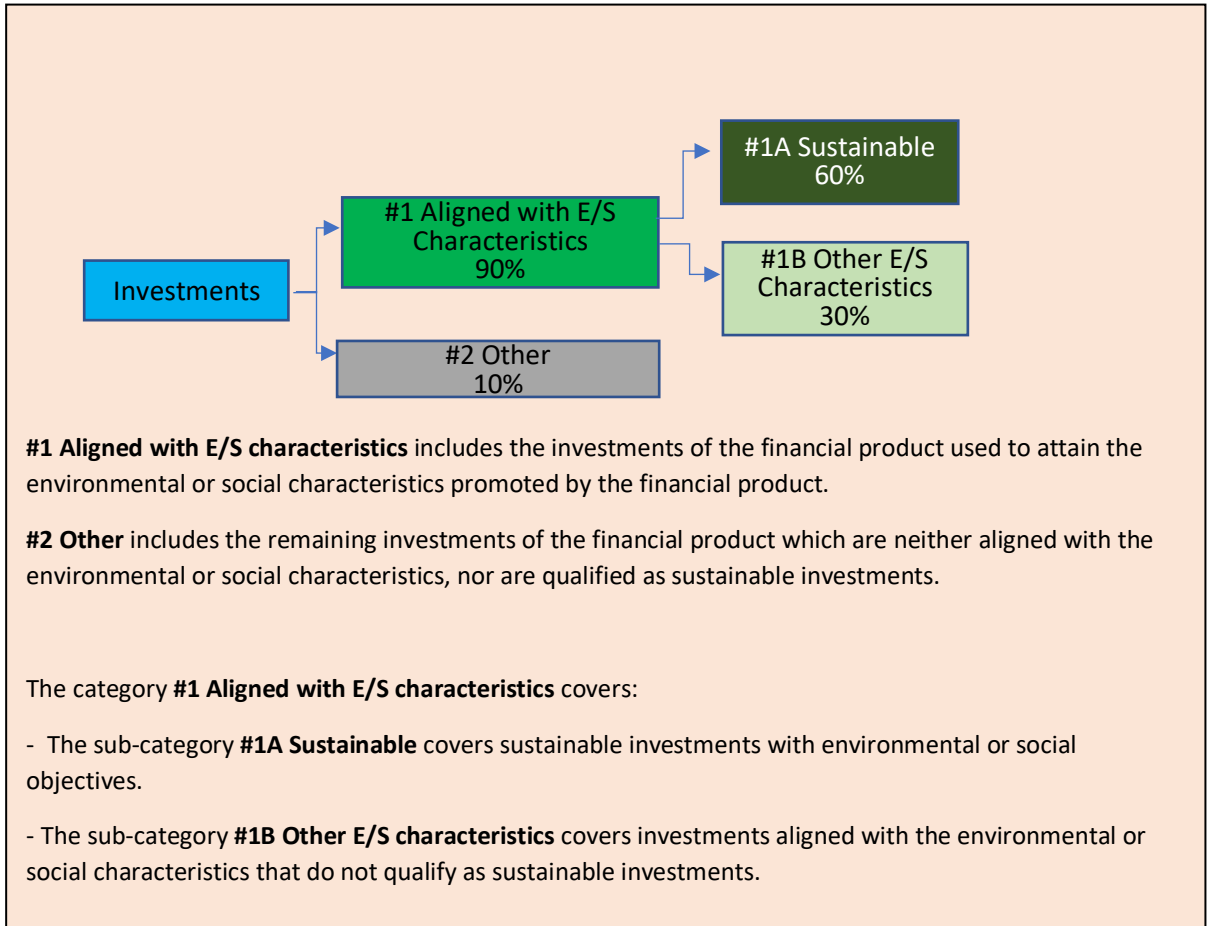 #1A Sustainable
60%
#1 Aligned with E/S
Characteristics
90%
#1B Other E/S
Characteristics
30%
Investments
#2 Other
10%
#1 Aligned with E/S characteristics includes the investments of the financial product used to attain the
environmental or social characteristics promoted by the financial product.
#2 Other includes the remaining investments of the financial product which are neither aligned with the
environmental or social characteristics, nor are qualified as sustainable investments.
The category #1 Aligned with E/S characteristics covers:
- The sub-category #1A Sustainable covers sustainable investments with environmental or social
objectives.
- The sub-category #1B Other E/S characteristics covers investments aligned with the environmental or
social characteristics that do not qualify as sustainable investments.